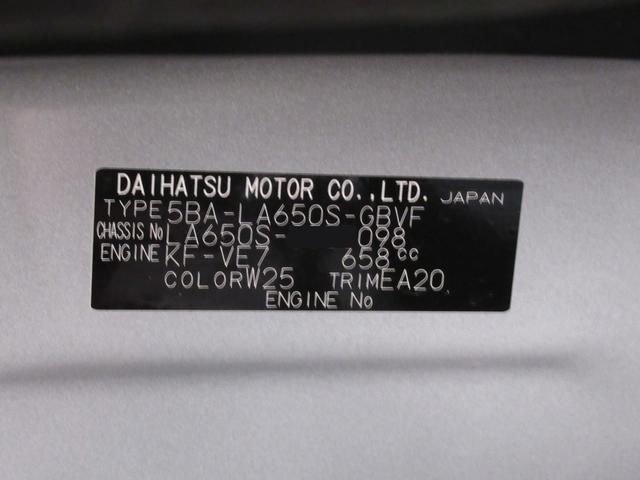 DAIHATSU MOTOR CO.,LTD. JAPAN
TYPE 5BA-LA650S-GBVF
CHASSIS No LA650S- 098
ENGINE KF-VE7 658cc
COLOR W25 TRIM EA20
ENGINE No